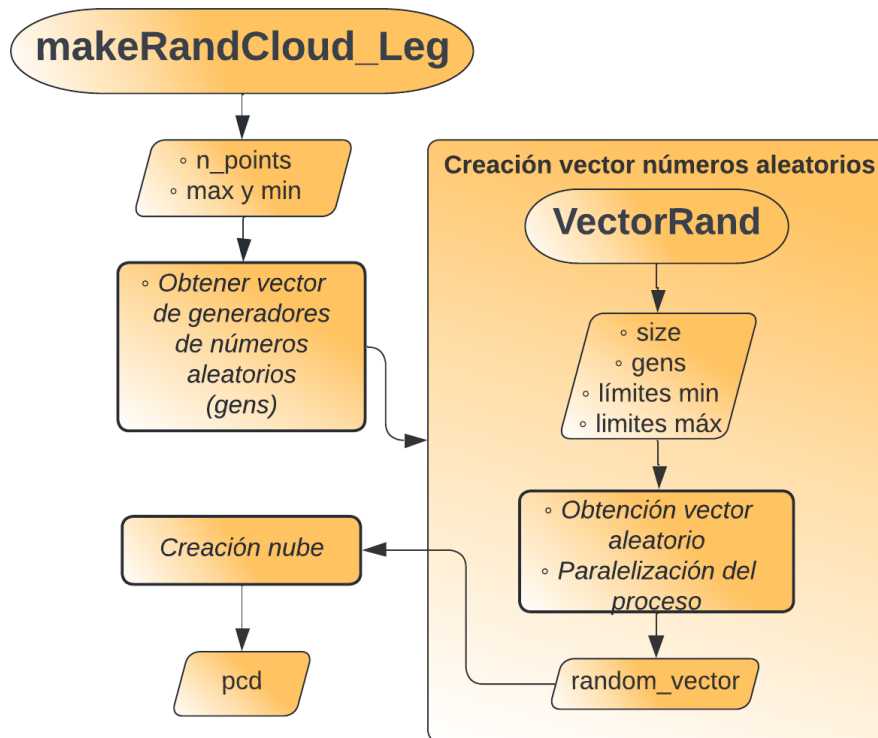 makeRandCloud_Leg
◦ n_points
◦ max y min
◦ Obtener vector
de generadores
de números
aleatorios
(gens)
Creación vector números aleatorios
VectorRand
◦ size
◦ gens
◦ límites min
◦ limites máx
◦ Obtención vector
aleatorio
◦ Paralelización del
proceso
random_vector
Creación nube
pcd